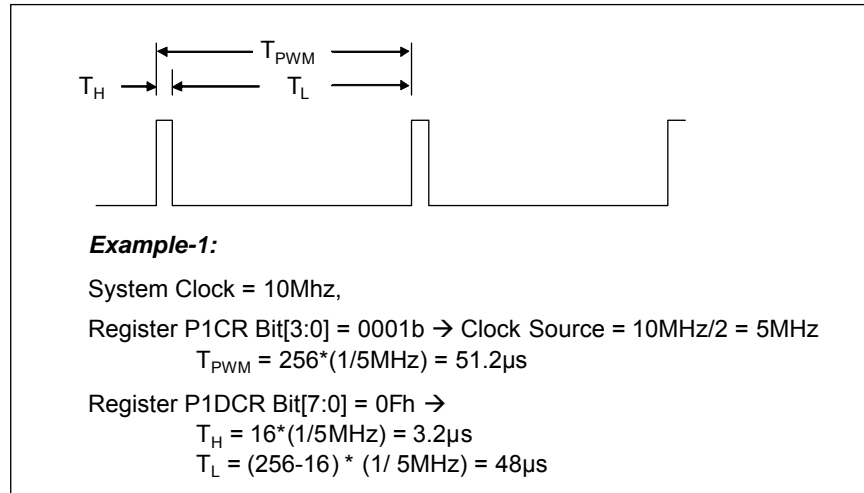 T_PWM
T_H T_L
Example-1:
System Clock = 10Mhz,
Register P1CR Bit[3:0] = 0001b → Clock Source = 10MHz/2 = 5MHz
T_PWM = 256*(1/5MHz) = 51.2µs
Register P1DCR Bit[7:0] = 0Fh →
T_H = 16*(1/5MHz) = 3.2µs
T_L = (256-16) * (1/ 5MHz) = 48µs